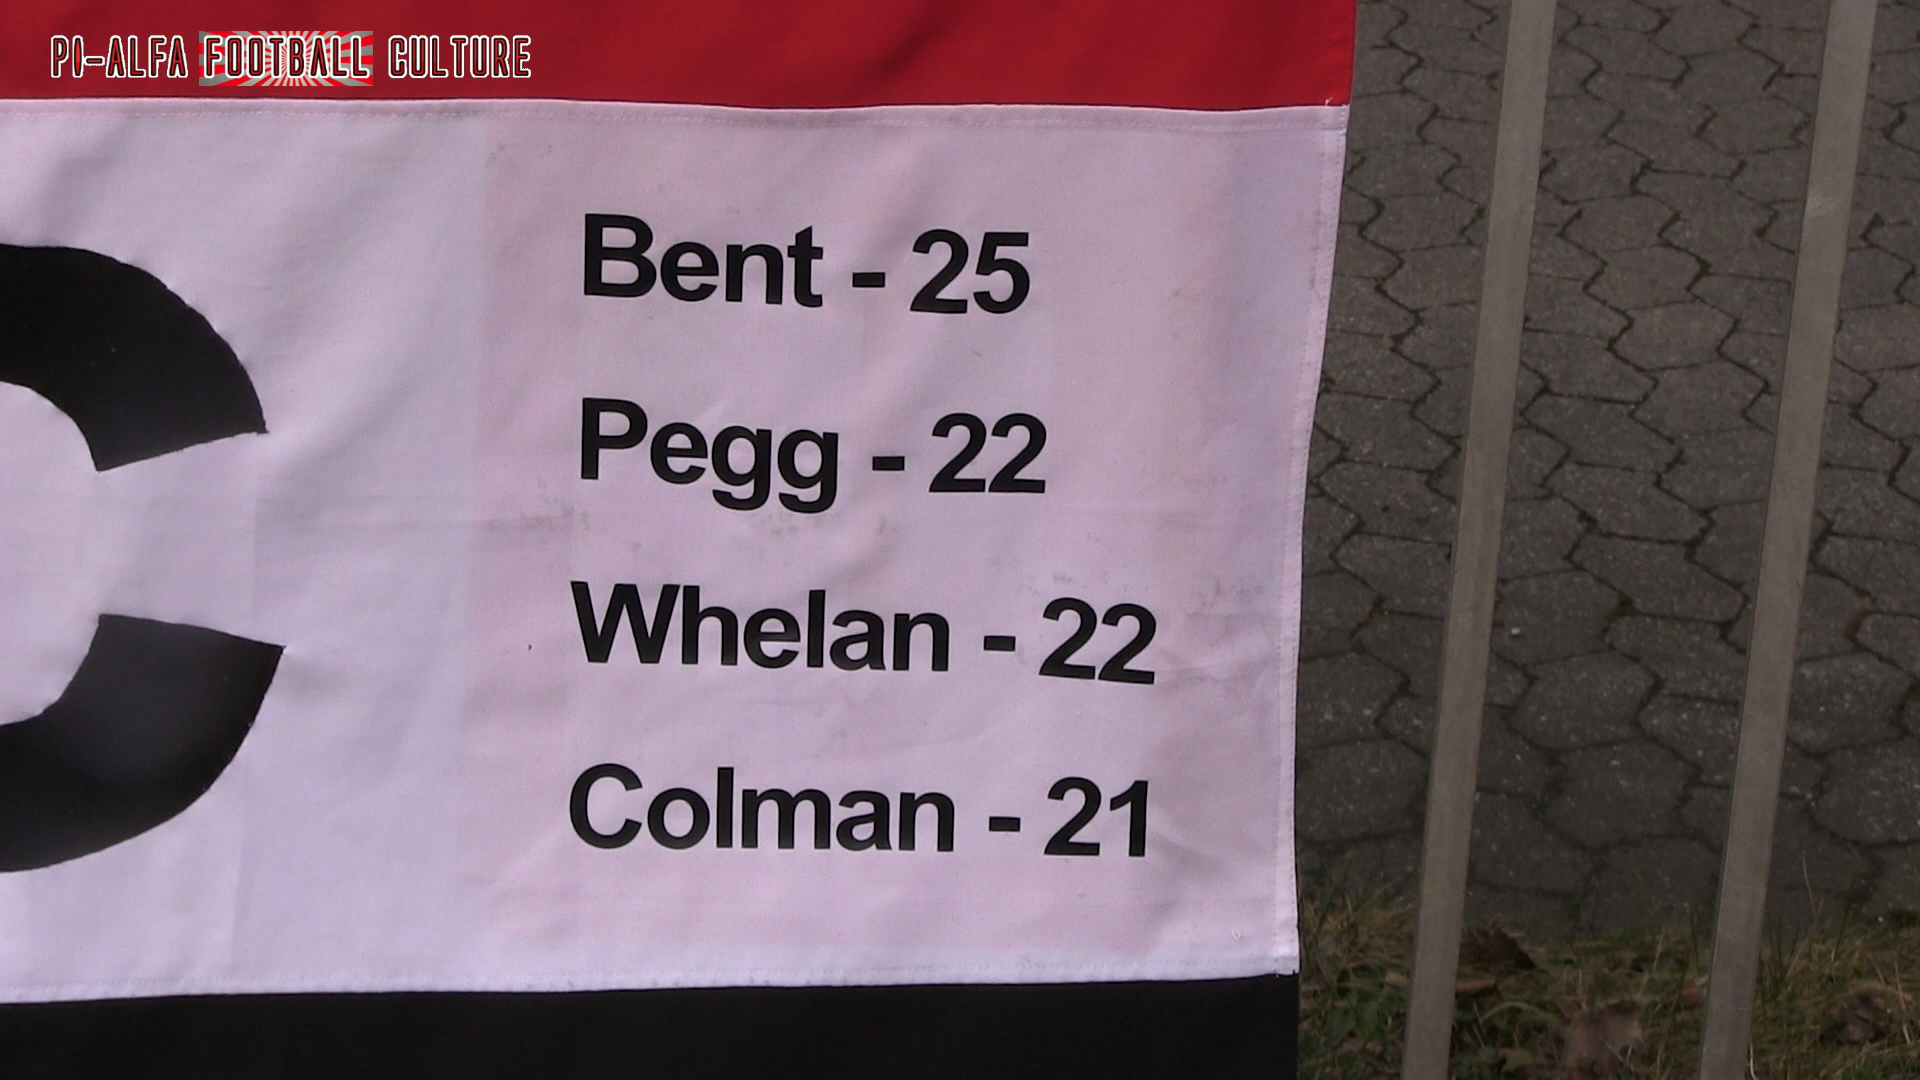 PI-ALFA FOOTBALL CULTURE
C
Bent - 25
Pegg - 22
Whelan - 22
Colman - 21